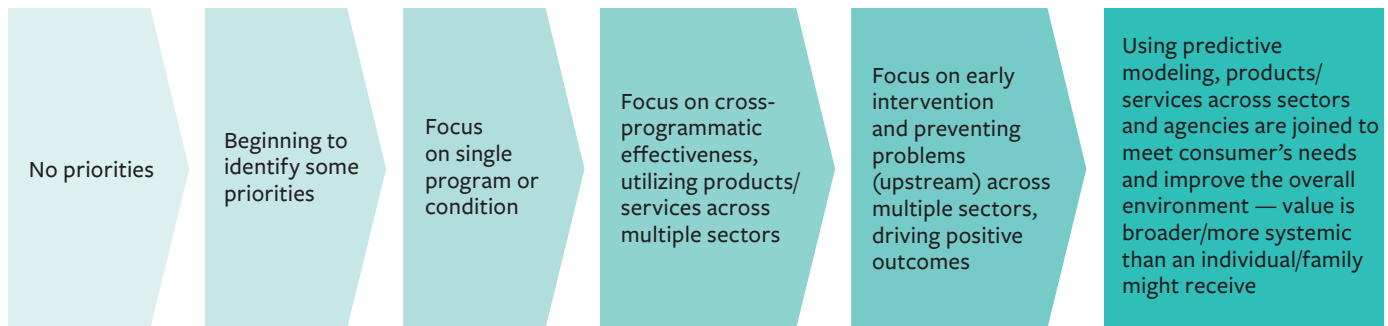 No priorities
Beginning to
identify some
priorities
Focus
on single
program or
condition
Focus on cross-
programmatic
effectiveness,
utilizing products/
services across
multiple sectors
Focus on early
intervention
and preventing
problems
(upstream) across
multiple sectors,
driving positive
outcomes
Using predictive
modeling, products/
services across sectors
and agencies are joined to
meet consumer’s needs
and improve the overall
environment — value is
broader/more systemic
than an individual/family
might receive